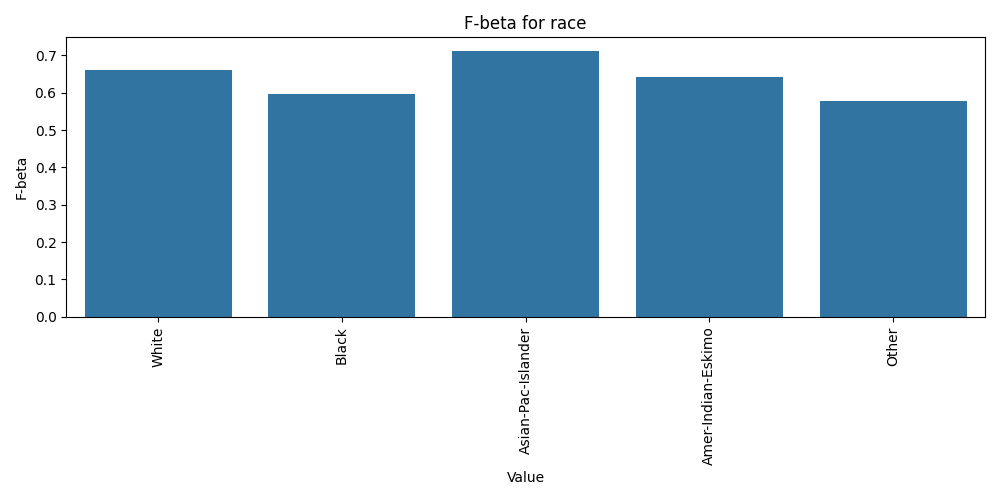 F-beta for race
F-beta
0.7
0.6
0.5
0.4
0.3
0.2
0.1
0.0
White
Black
Asian-Pac-Islander
Amer-Indian-Eskimo
Other
Value